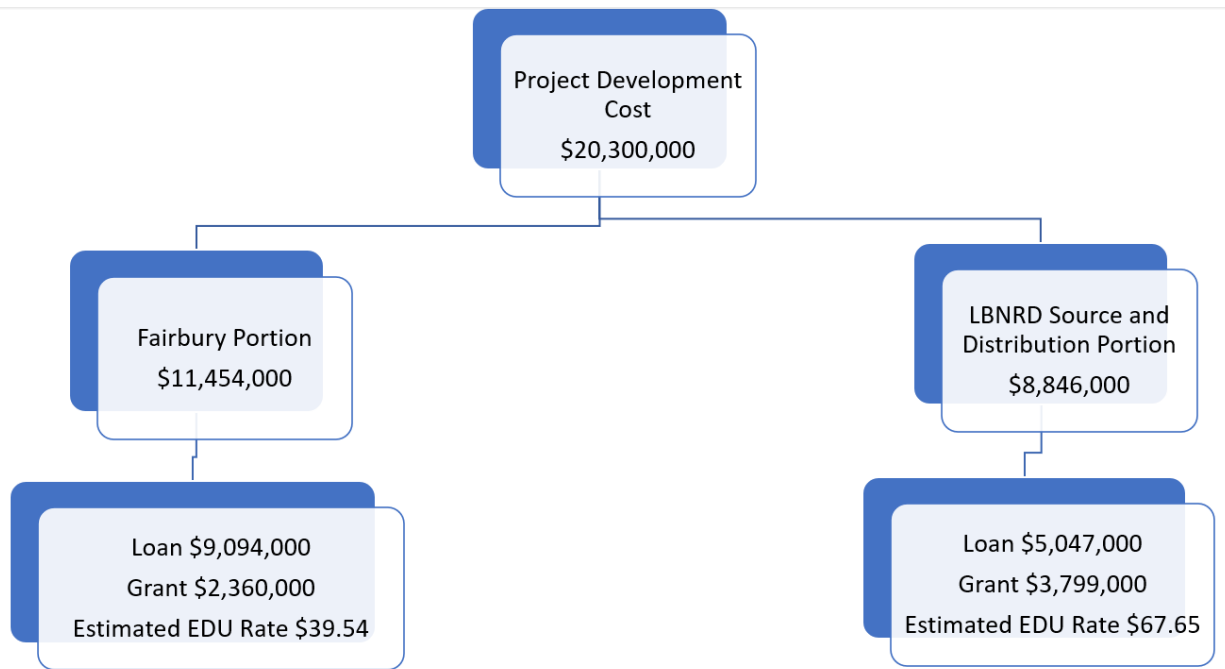 Project Development
Cost
$20,300,000
Fairbury Portion
$11,454,000
LBNRD Source and
Distribution Portion
$8,846,000
Loan $9,094,000
Grant $2,360,000
Estimated EDU Rate $39.54
Loan $5,047,000
Grant $3,799,000
Estimated EDU Rate $67.65